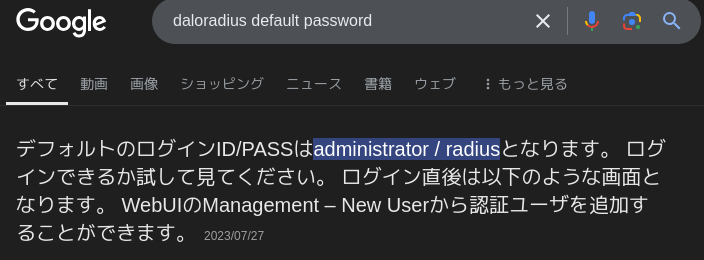 Google
daloradius default password
すべて 動画 画像 ショッピング ニュース 書籍 ウェブ もっと見る
デフォルトのログインID/PASSはadministrator / radiusとなります。 ログ
インできるか試して見てください。 ログイン直後は以下のような画面と
なります。 WebUIのManagement – New Userから認証ユーザを追加す
ることができます。 2023/07/27